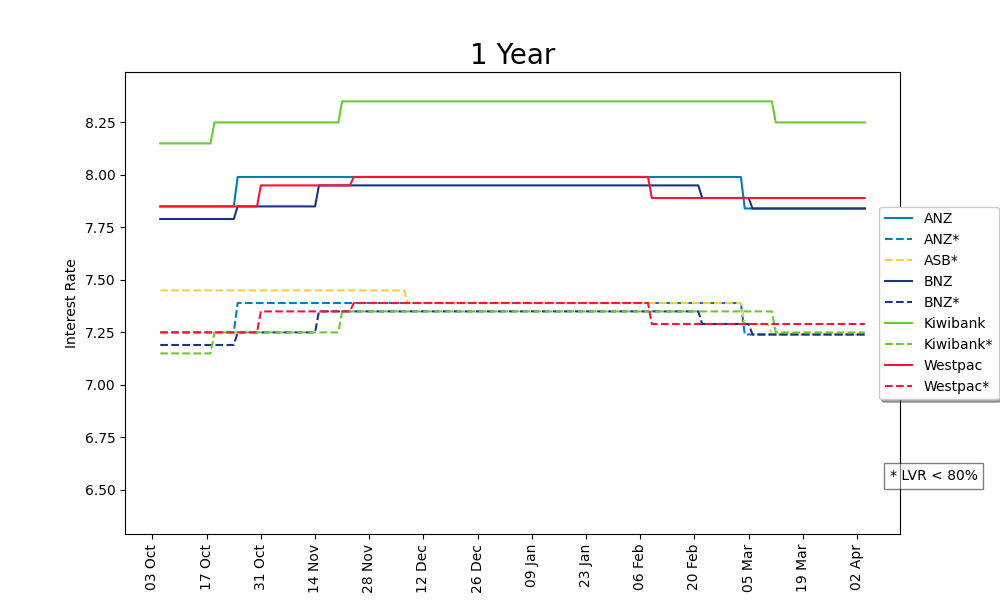 1 Year
Interest Rate
8.25
8.00
7.75
7.50
7.25
7.00
6.75
6.50
03 Oct
17 Oct
31 Oct
14 Nov
28 Nov
12 Dec
26 Dec
09 Jan
23 Jan
06 Feb
20 Feb
05 Mar
19 Mar
02 Apr
ANZ
ANZ*
ASB*
BNZ
BNZ*
Kiwibank
Kiwibank*
Westpac
Westpac*
* LVR < 80%